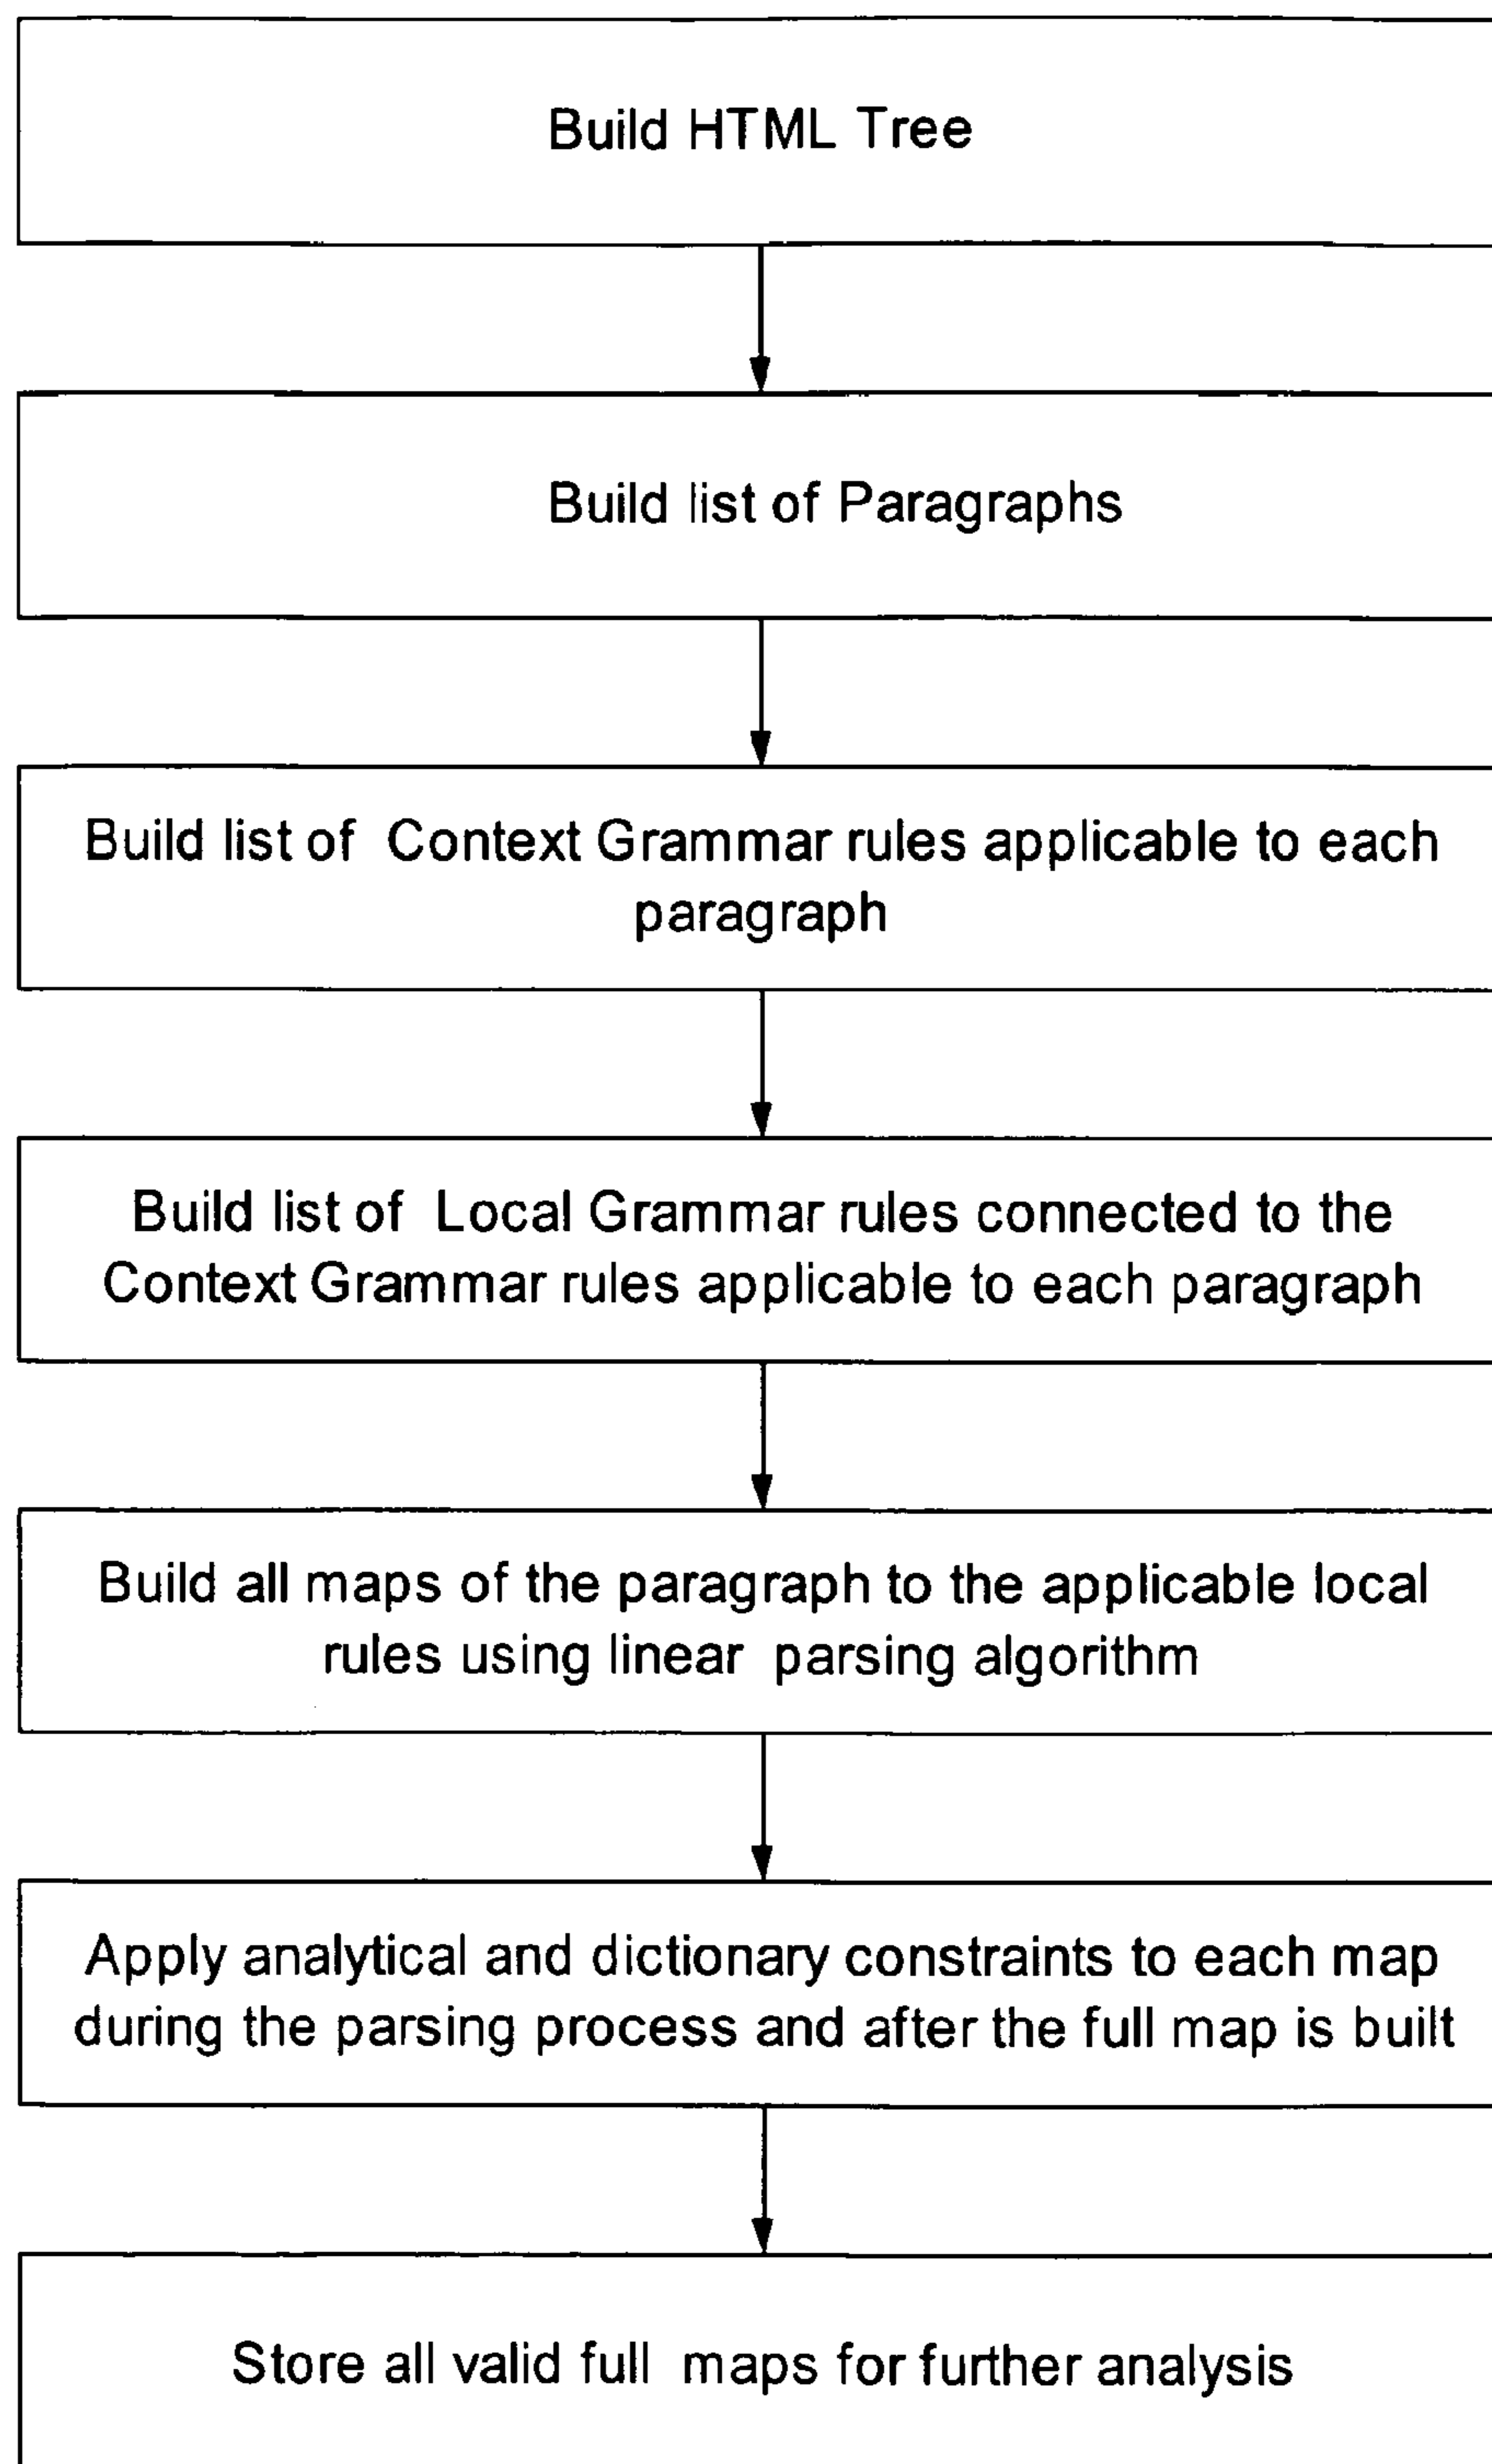 Build HTML Tree
Build list of Paragraphs
Build list of Context Grammar rules applicable to each
paragraph
Build list of Local Grammar rules connected to the
Context Grammar rules applicable to each paragraph
Build all maps of the paragraph to the applicable local
rules using linear parsing algorithm
Apply analytical and dictionary constraints to each map
during the parsing process and after the full map is built
Store all valid full maps for further analysis